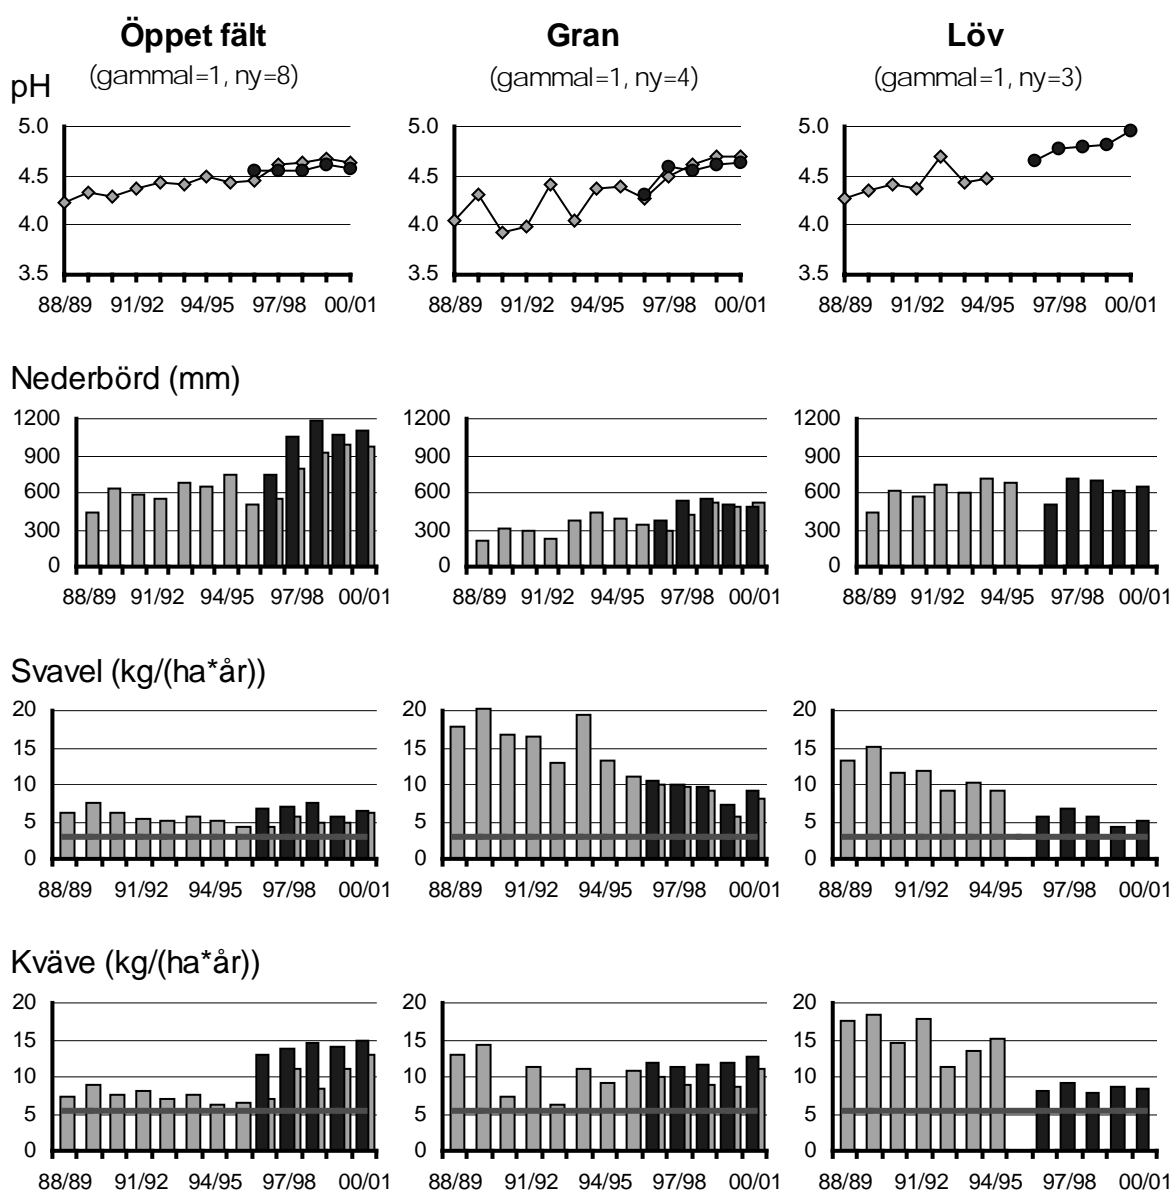 Öppet fält Gran Löv
(gammal=1, ny=8) (gammal=1, ny=4) (gammal=1, ny=3)
pH
5.0 5.0 5.0
4.5 4.5 4.5
4.0 4.0 4.0
3.5 3.5 3.5
88/89 91/92 94/95 97/98 00/01 88/89 91/92 94/95 97/98 00/01 88/89 91/92 94/95 97/98 00/01
Nederbörd (mm)
1200 1200 1200
900 900 900
600 600 600
300 300 300
0 0 0
88/89 91/92 94/95 97/98 00/01 88/89 91/92 94/95 97/98 00/01 88/89 91/92 94/95 97/98 00/01
Svavel (kg/(ha*år))
20 20 20
15 15 15
10 10 10
5 5 5
0 0 0
88/89 91/92 94/95 97/98 00/01 88/89 91/92 94/95 97/98 00/01 88/89 91/92 94/95 97/98 00/01
Kväve (kg/(ha*år))
20 20 20
15 15 15
10 10 10
5 5 5
0 0 0
88/89 91/92 94/95 97/98 00/01 88/89 91/92 94/95 97/98 00/01 88/89 91/92 94/95 97/98 00/01